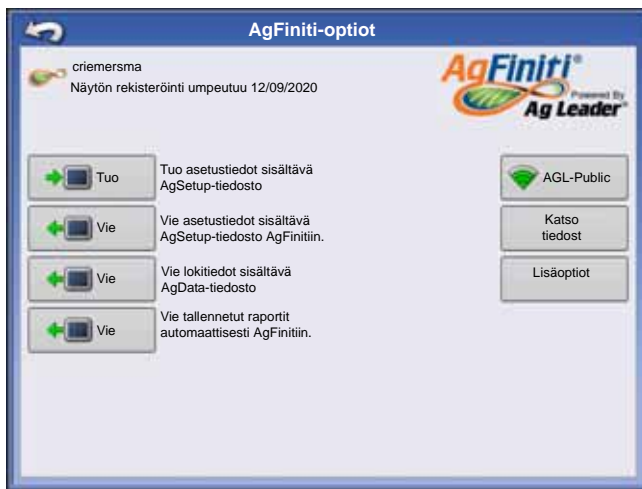 AgFiniti-optiot
criemersma
Näytön rekisteröinti umpeutuu 12/09/2020
AgFiniti®
Powered By
Ag Leader®
Tuo
Tuo asetustiedot sisältävä
AgSetup-tiedosto
AGL-Public
Vie
Vie asetustiedot sisältävä
AgSetup-tiedosto AgFinitiin.
Katso
tiedost
Vie
Vie lokitiedot sisältävä
AgData-tiedosto
Lisäoptiot
Vie
Vie tallennetut raportit
automaattisesti AgFinitiin.